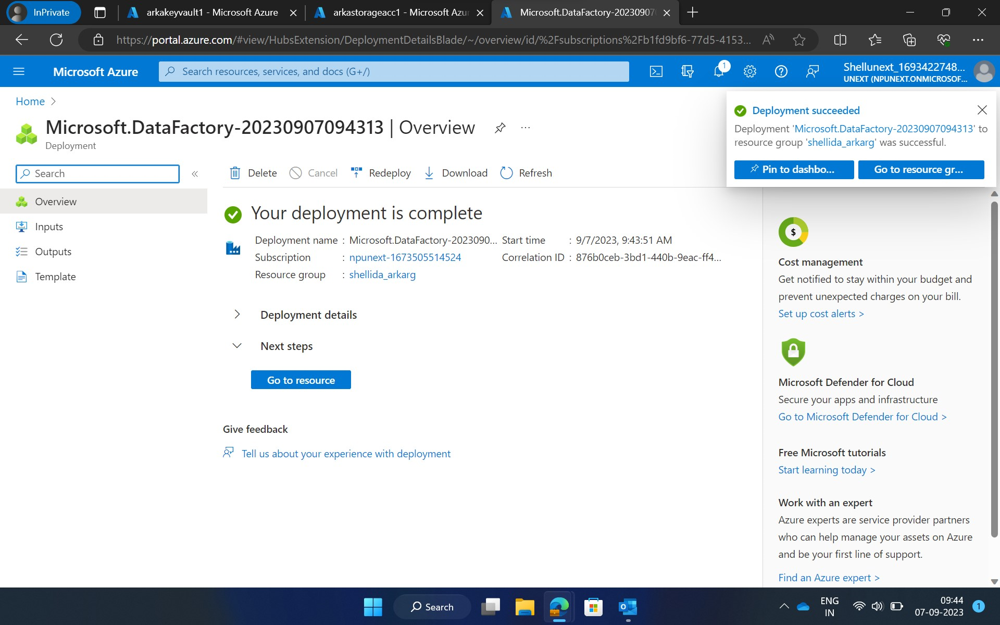 InPrivate
arkakeyvault1 - Microsoft Azure
arkastorageacc1 - Microsoft Azur
Microsoft.DataFactory-20230907
https://portal.azure.com/#view/HubsExtension/DeploymentDetailsBlade/~/overview/id/%2Fsubscriptions%2Fb1fd9bf6-77d5-4153...
Microsoft Azure
Search resources, services, and docs (G+/)
1
Shellunext_1693422748...
UNEXT (NPUNEXT.ONMICROSOF...
Home
Microsoft.DataFactory-20230907094313 | Overview
...
Deployment
Deployment succeeded
Deployment 'Microsoft.DataFactory-20230907094313' to
resource group 'shellida_arkarg' was successful.
Pin to dashbo...
Go to resource gr...
Search
«
Delete
Cancel
Redeploy
Download
Refresh
Overview
Inputs
Outputs
Template
Your deployment is complete
Deployment name : Microsoft.DataFactory-2023090...
Subscription : npunext-1673505514524
Resource group : shellida_arkarg
Start time : 9/7/2023, 9:43:51 AM
Correlation ID : 876b0ceb-3bd1-440b-9eac-ff4...
Deployment details
Next steps
Go to resource
Give feedback
Tell us about your experience with deployment
$
Cost management
Get notified to stay within your budget and
prevent unexpected charges on your bill.
Set up cost alerts >
Microsoft Defender for Cloud
Secure your apps and infrastructure
Go to Microsoft Defender for Cloud >
Free Microsoft tutorials
Start learning today >
Work with an expert
Azure experts are service provider partners
who can help manage your assets on Azure
and be your first line of support.
Find an Azure expert >
Search
ENG
IN
09:44
07-09-2023
1